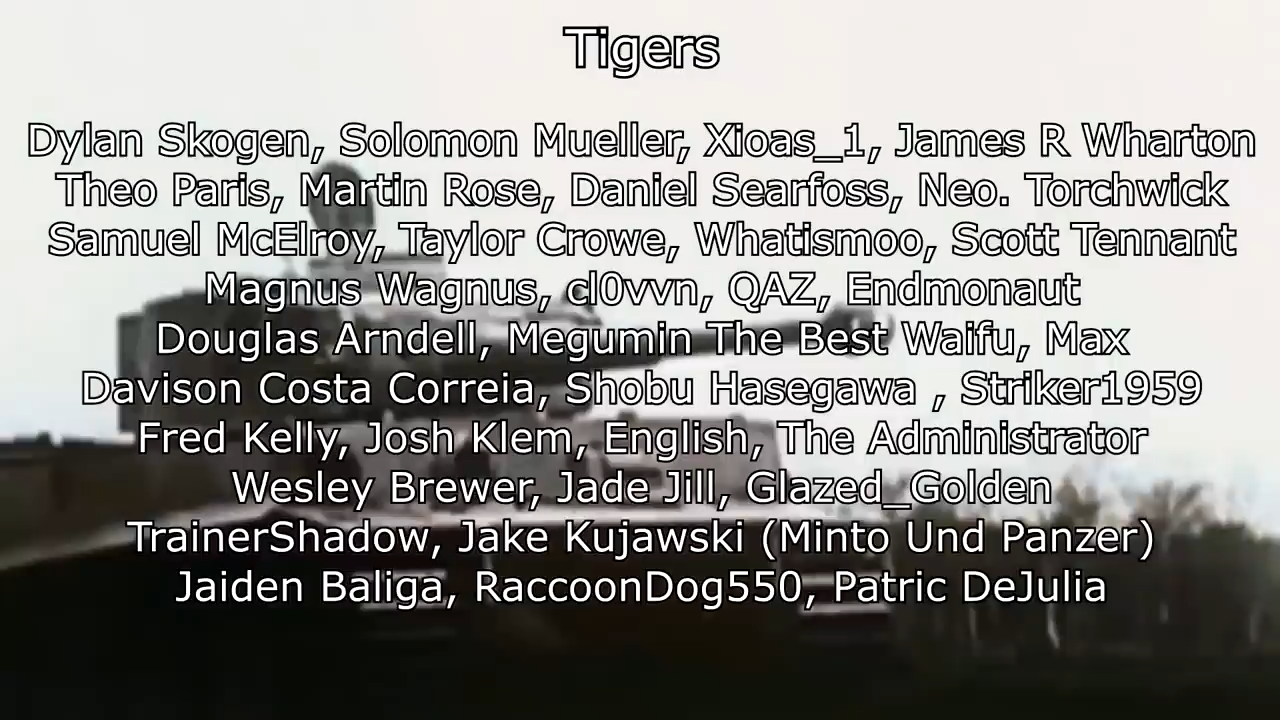 Tigers
Dylan Skogen, Solomon Mueller, Xioas_1, James R Wharton
Theo Paris, Martin Rose, Daniel Searfoss, Neo. Torchwick
Samuel McElroy, Taylor Crowe, Whatismoo, Scott Tennant
Magnus Wagnus, cl0vvn, QAZ, Endmonaut
Douglas Arndell, Megumin The Best Waifu, Max
Davison Costa Correia, Shobu Hasegawa , Striker1959
Fred Kelly, Josh Klem, English, The Administrator
Wesley Brewer, Jade Jill, Glazed_Golden
TrainerShadow, Jake Kujawski (Minto Und Panzer)
Jaiden Baliga, RaccoonDog550, Patric DeJulia